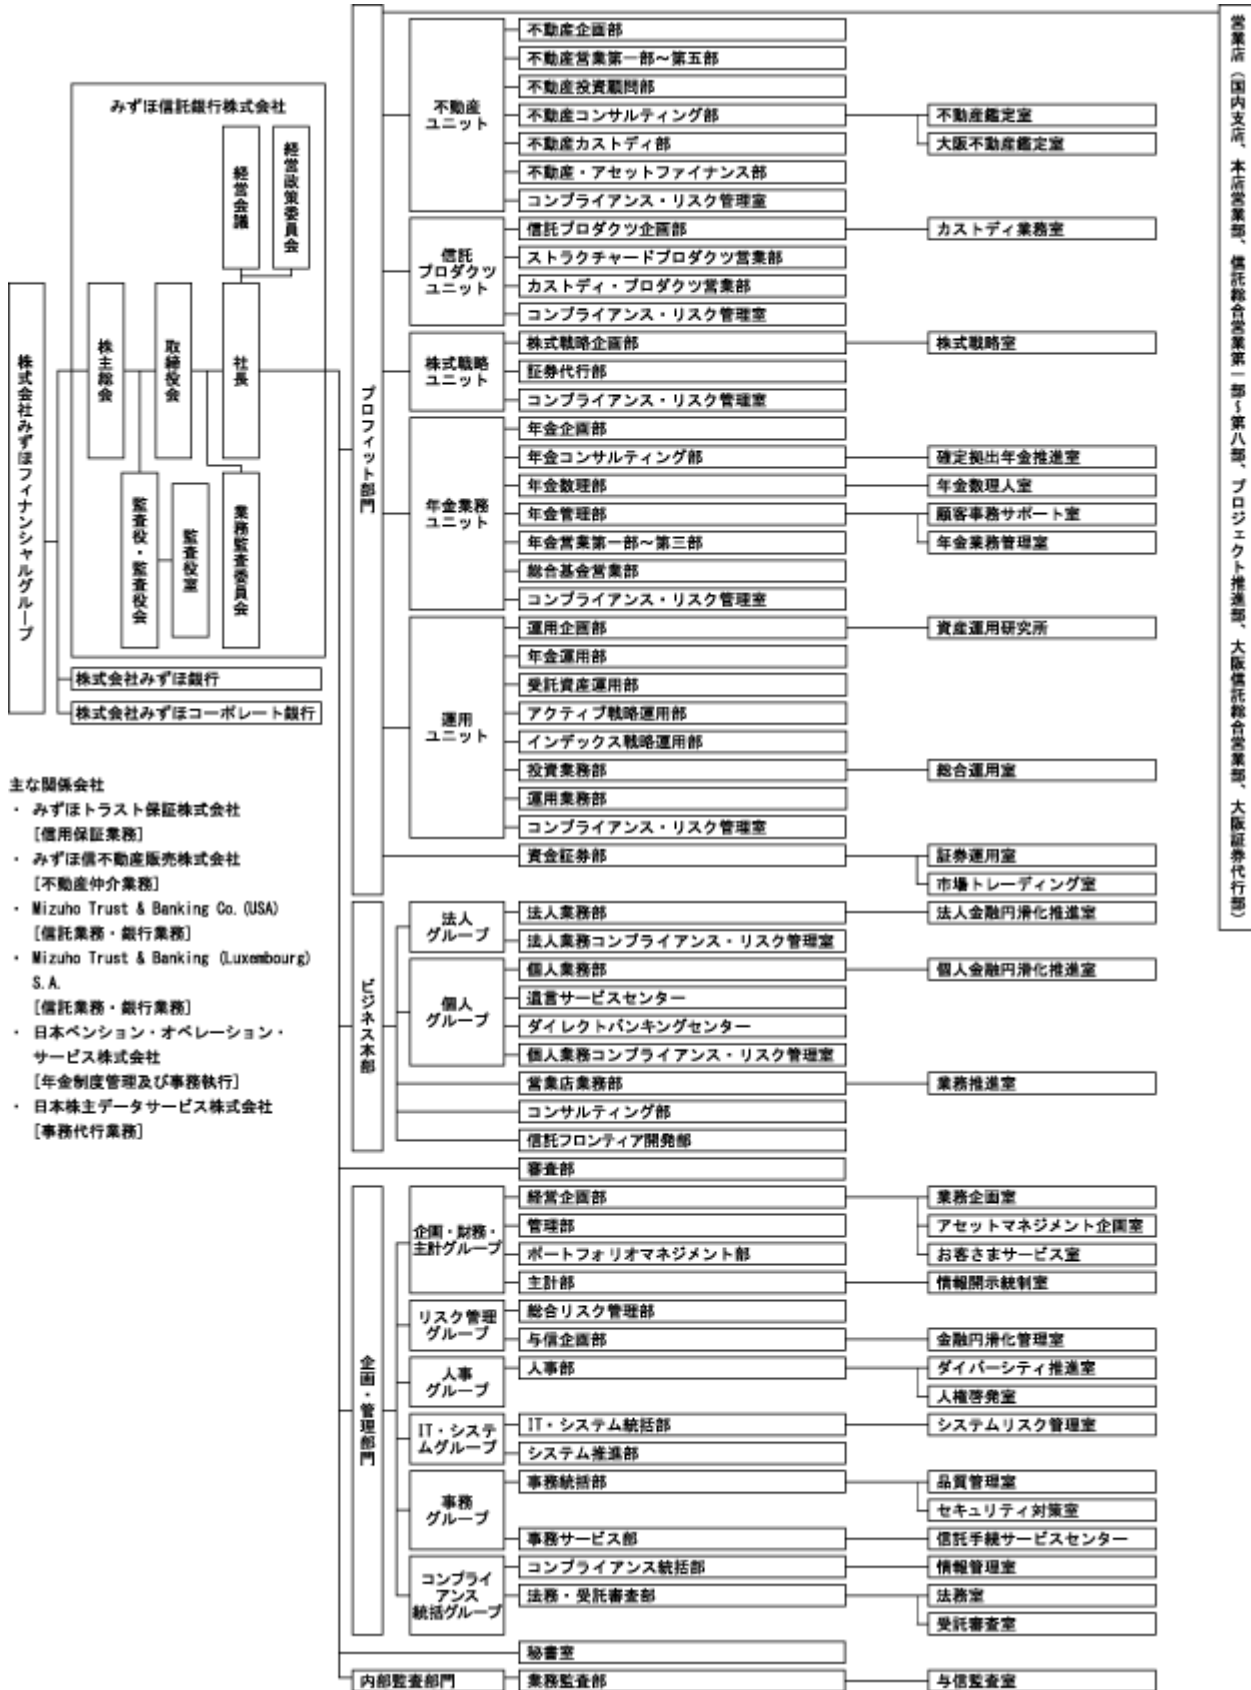 みずほ信託銀行株式会社
経営会議
経営政策委員会
株式会社みずほフィナンシャルグループ
株主総会
取締役会
社長
監査役・監査役会
監査役室
業務監査委員会
株式会社みずほ銀行
株式会社みずほコーポレート銀行
主な関係会社
・ みずほトラスト保証株式会社
[信用保証業務]
・ みずほ信不動産販売株式会社
[不動産仲介業務]
・ Mizuho Trust & Banking Co.(USA)
[信託業務・銀行業務]
・ Mizuho Trust & Banking (Luxembourg)
S.A.
[信託業務・銀行業務]
・ 日本ペンション・オペレーション・
サービス株式会社
[年金制度管理及び事務執行]
・ 日本株主データサービス株式会社
[事務代行業務]
プロフィット部門
不動産
ユニット
不動産企画部
不動産営業第一部～第五部
不動産投資顧問部
不動産コンサルティング部
不動産鑑定室
大阪不動産鑑定室
不動産カストディ部
不動産・アセットファイナンス部
コンプライアンス・リスク管理室
信託
プロダクツ
ユニット
信託プロダクツ企画部
カストディ業務室
ストラクチャードプロダクツ営業部
カストディ・プロダクツ営業部
コンプライアンス・リスク管理室
株式戦略
ユニット
株式戦略企画部
株式戦略室
証券代行部
コンプライアンス・リスク管理室
年金業務
ユニット
年金企画部
年金コンサルティング部
確定拠出年金推進室
年金数理部
年金数理人室
年金管理部
顧客事務サポート室
年金業務管理室
年金営業第一部～第三部
総合基金営業部
コンプライアンス・リスク管理室
運用
ユニット
運用企画部
資産運用研究所
年金運用部
受託資産運用部
アクティブ戦略運用部
インデックス戦略運用部
投資業務部
総合運用室
運用業務部
コンプライアンス・リスク管理室
資金証券部
証券運用室
市場トレーディング室
ビジネス本部
法人
グループ
法人業務部
法人金融円滑化推進室
法人業務コンプライアンス・リスク管理室
個人
グループ
個人業務部
個人金融円滑化推進室
遺言サービスセンター
ダイレクトバンキングセンター
個人業務コンプライアンス・リスク管理室
営業店業務部
業務推進室
コンサルティング部
信託フロンティア開発部
審査部
企画・管理部門
企画・財務・
主計グループ
経営企画部
業務企画室
アセットマネジメント企画室
お客さまサービス室
管理部
ポートフォリオマネジメント部
主計部
情報開示統制室
リスク管理
グループ
総合リスク管理部
与信企画部
金融円滑化管理室
人事
グループ
人事部
ダイバーシティ推進室
人権啓発室
IT・システ
ムグループ
IT・システム統括部
システムリスク管理室
システム推進部
事務
グループ
事務統括部
品質管理室
セキュリティ対策室
事務サービス部
信託手続サービスセンター
コンプライ
アンス
統括グループ
コンプライアンス統括部
情報管理室
法務・受託審査部
法務室
受託審査室
秘書室
内部監査部門
業務監査部
与信監査室
営業店（国内支店、本店営業部、信託総合営業第一部～第八部、プロジェクト推進部、大阪信託総合営業部、大阪証券代行部）